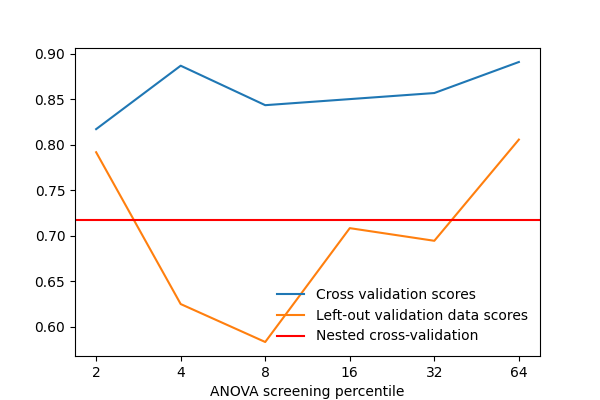 0.90
0.85
0.80
0.75
0.70
0.65
0.60
Cross validation scores
Left-out validation data scores
Nested cross-validation
2 4 8 16 32 64
ANOVA screening percentile